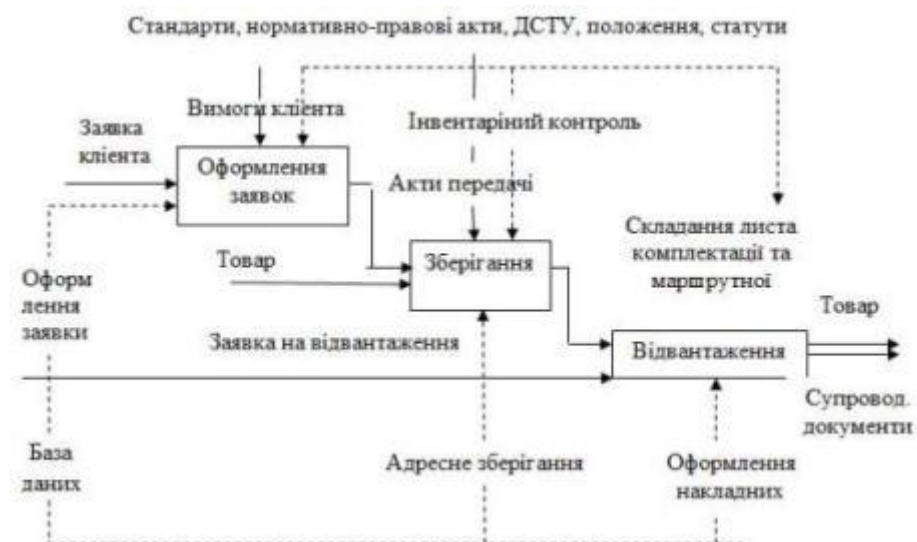 Стандарти, нормативно-правові акти, ДСТУ, положення, статути
Вимоги клієнта
Заявка
клієнта
Оформлення
заявок
Інвентаріний контроль
Акти передачі
Складання листа
комплектації та
маршрутної
Товар
Зберігання
Оформ
лення
заявки
Товар
Заявка на відвантаження
Відвантаження
Супровод.
документи
База
даних
Адресне зберігання
Оформлення
накладних